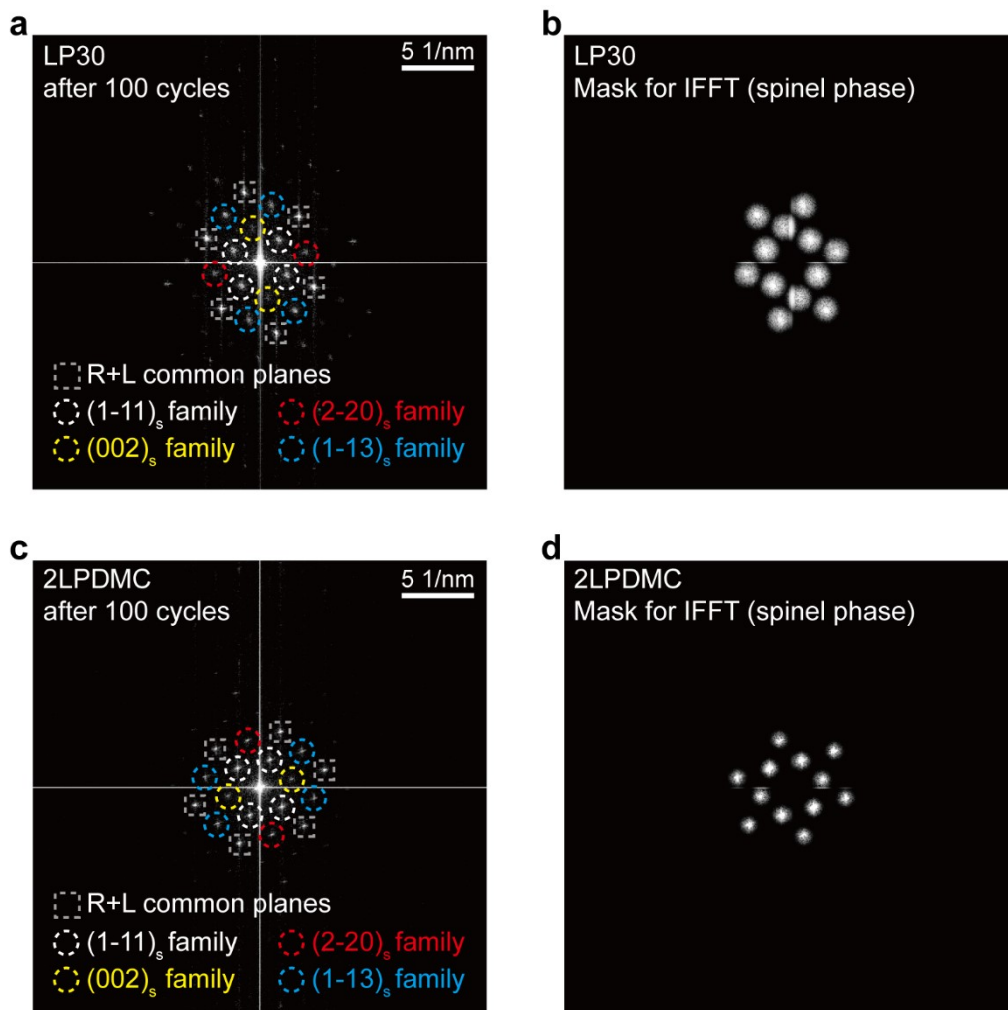 a
LP30
after 100 cycles
5 1/nm
R+L common planes
(1-11)s family
(2-20)s family
(002)s family
(1-13)s family
b
LP30
Mask for IFFT (spinel phase)
c
2LPDMC
after 100 cycles
5 1/nm
R+L common planes
(1-11)s family
(2-20)s family
(002)s family
(1-13)s family
d
2LPDMC
Mask for IFFT (spinel phase)